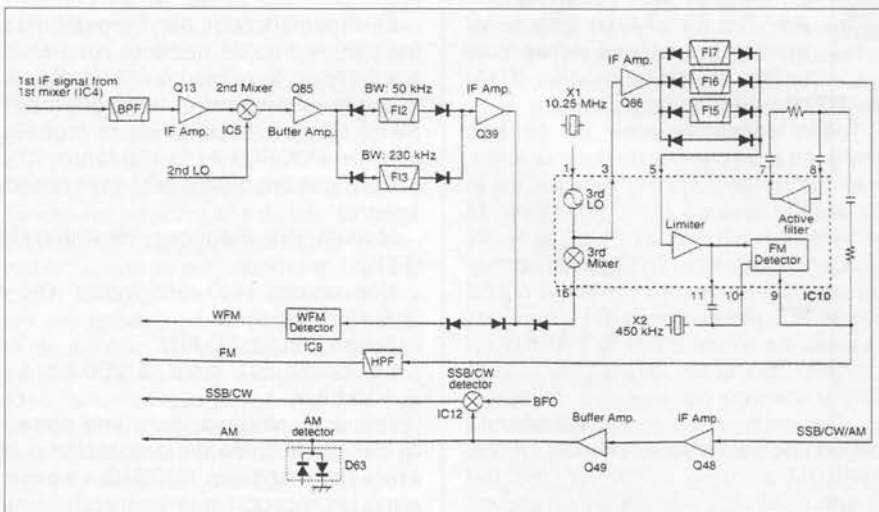 IF Amp.
FI7
1st IF signal from
1st mixer (IC4)
BPF
Q13
2nd Mixer
Q85
BW: 50 kHz
FI2
IF Amp.
X1
10.25 MHz
Q86
FI6
FI5
IF Amp.
IC5
Buffer Amp.
BW: 230 kHz
FI3
Q39
2nd LO
1
3
5
7
8
3rd
LO
Active
filter
Limiter
FM
Detector
3rd
Mixer
16
11
10
9
IC10
WFM
WFM
Detector
IC9
X2
450 kHz
FM
HPF
SSB/CW
detector
SSB/CW
IC12
BFO
AM
AM
detector
D63
Buffer Amp.
Q49
IF Amp.
Q48
SSB/CW/AM